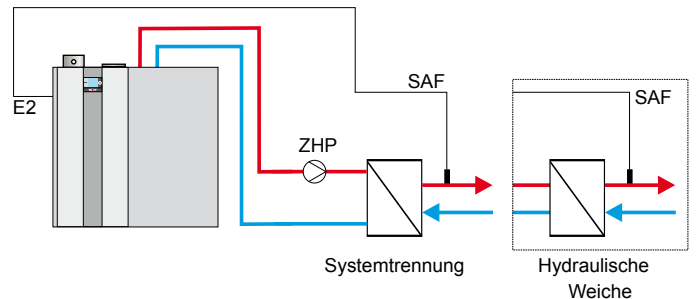 E2
SAF
SAF
ZHP
Systemtrennung
Hydraulische
Weiche